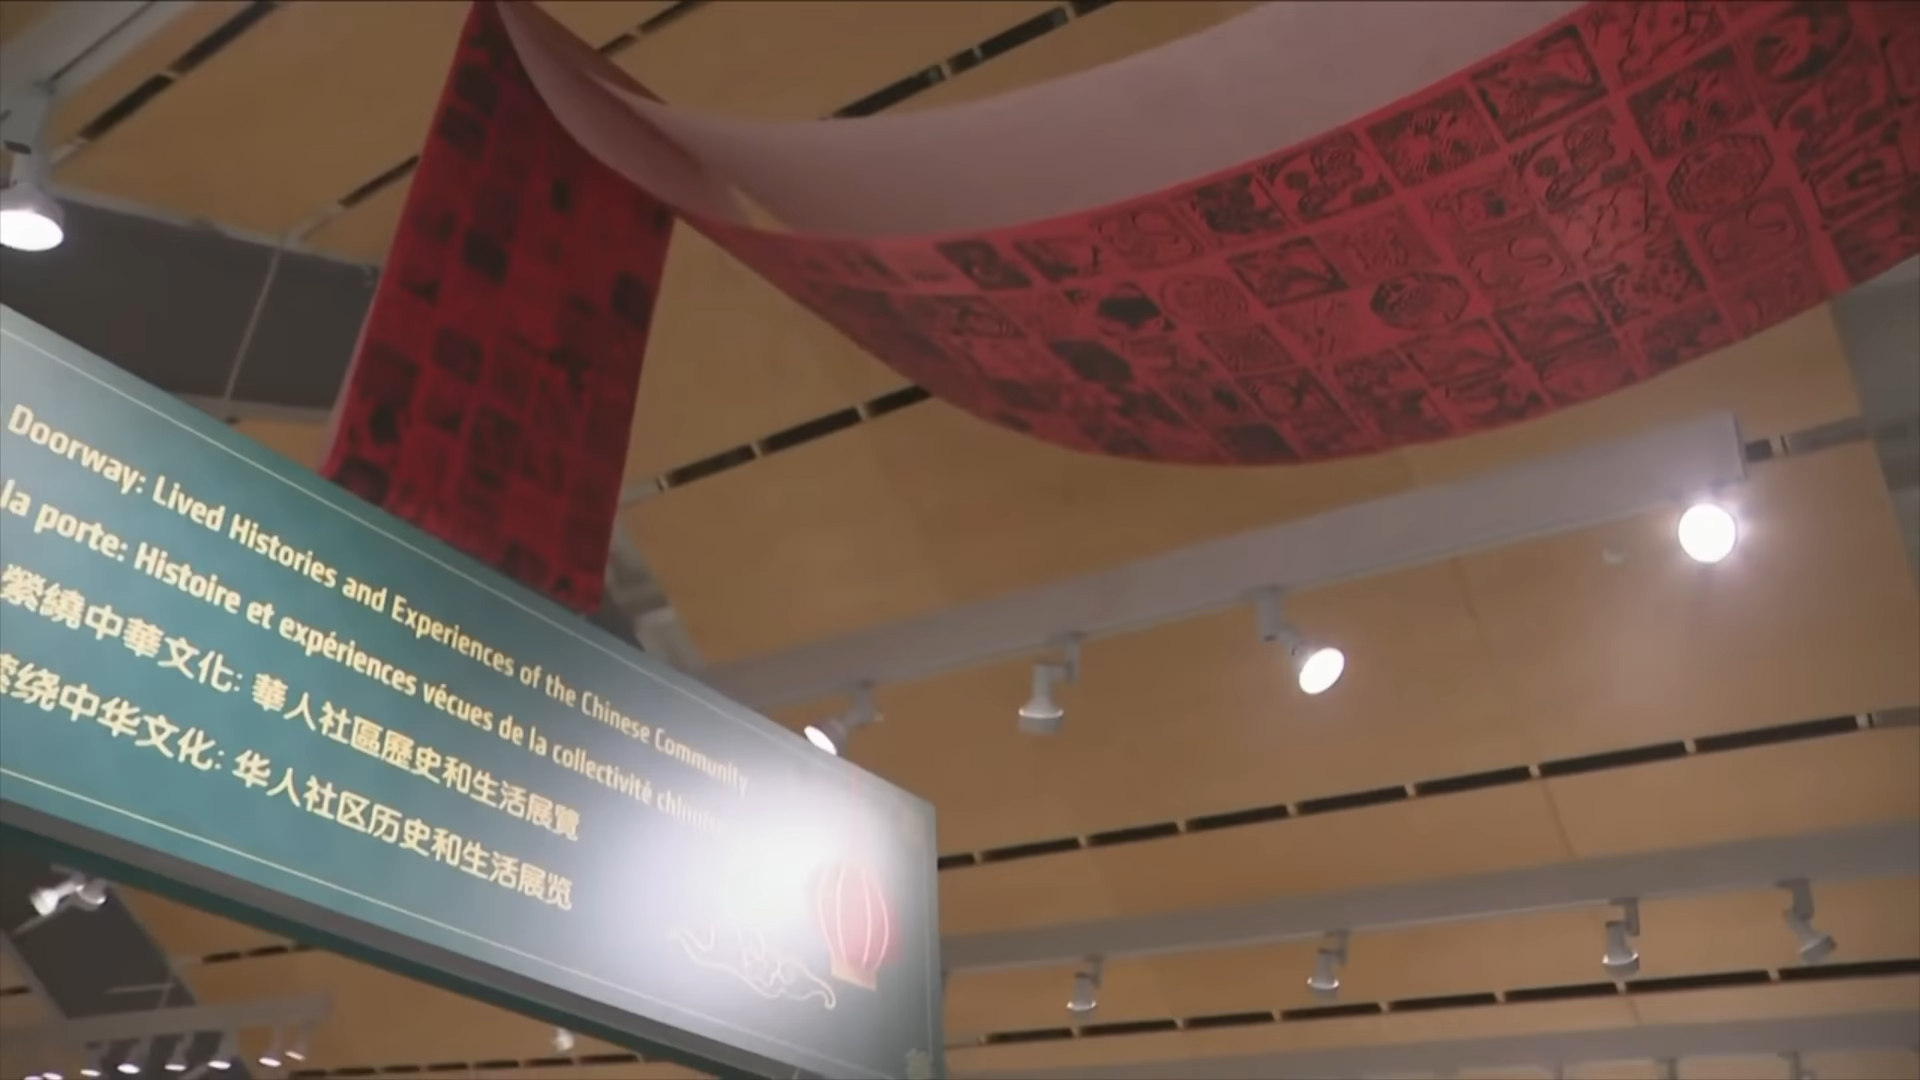 Doorway: Lived Histories and Experiences of the Chinese Community
la porte: Histoire et expériences vécues de la collectivité chinoise
縈繞中華文化: 華人社區歷史和生活展覽
萦绕中华文化: 华人社区历史和生活展览